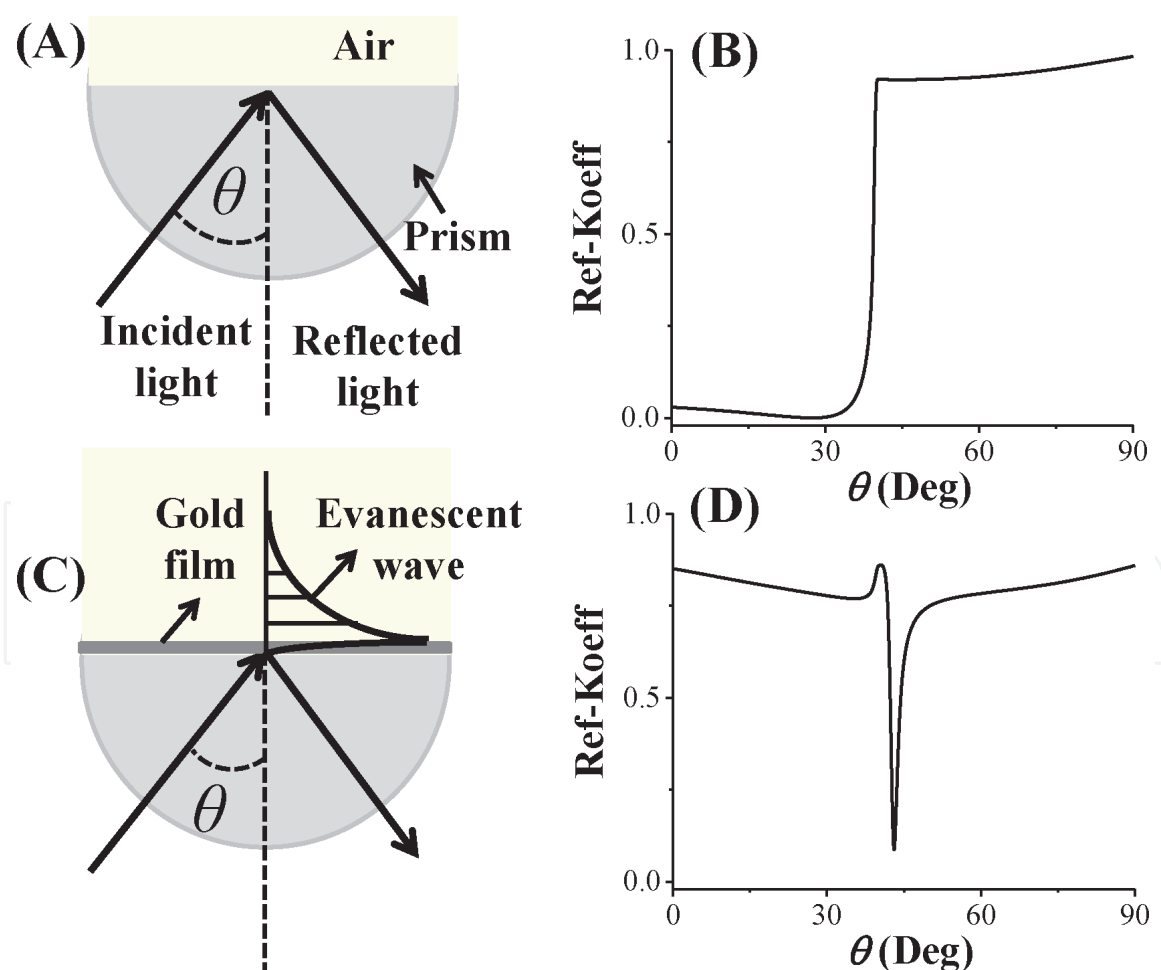 (A)
Air
θ
Prism
Incident
light
Reflected
light
(B)
1.0
0.5
0.0
Ref-Koeff
0
30
60
90
θ (Deg)
(C)
Gold
film
Evanescent
wave
θ
(D)
1.0
0.5
0.0
Ref-Koeff
0
30
60
90
θ (Deg)